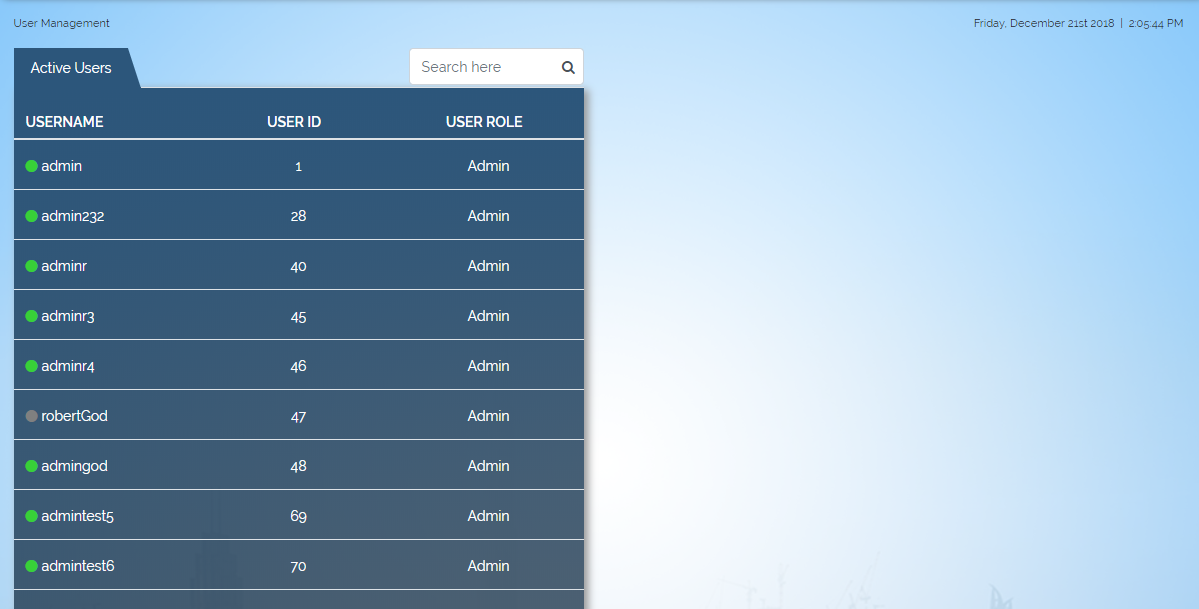 User Management
Friday, December 21st 2018 | 2:05:44 PM
Active Users
Search here
USERNAME USER ID USER ROLE
admin 1 Admin
admin232 28 Admin
adminr 40 Admin
adminr3 45 Admin
adminr4 46 Admin
robertGod 47 Admin
admingod 48 Admin
admintest5 69 Admin
admintest6 70 Admin